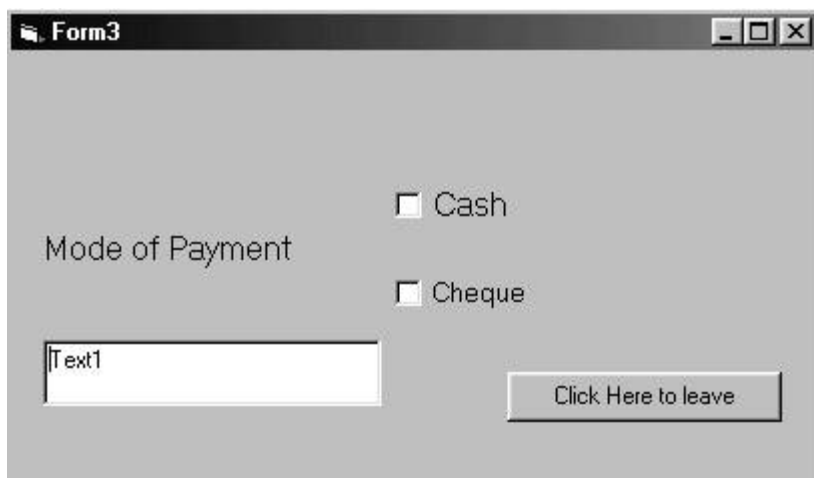 Form3
Cash
Mode of Payment
Cheque
Text1
Click Here to leave